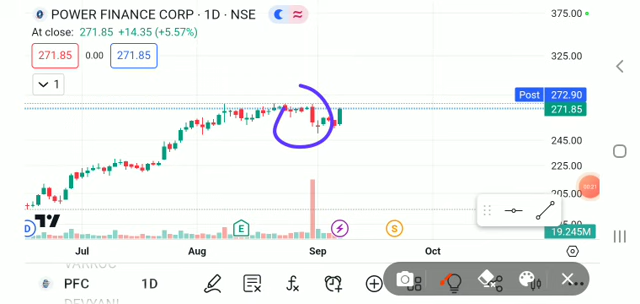 POWER FINANCE CORP · 1D · NSE
375.00
At close: 271.85 +14.35 (+5.57%)
271.85 0.00 271.85
325.00
1
Post 272.90
271.85
245.00
225.00
205.00
19.245M
D E S
Jul Aug Sep Oct
PFC 1D